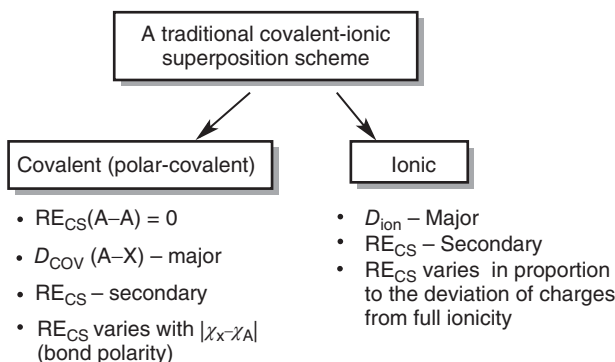 A traditional covalent-ionic
superposition scheme
Covalent (polar-covalent)
• RE_CS(A–A) = 0
• D_COV (A–X) – major
• RE_CS – secondary
• RE_CS varies with |χ_x–χ_A|
(bond polarity)
Ionic
• D_ion – Major
• RE_CS – Secondary
• RE_CS varies in proportion
to the deviation of charges
from full ionicity